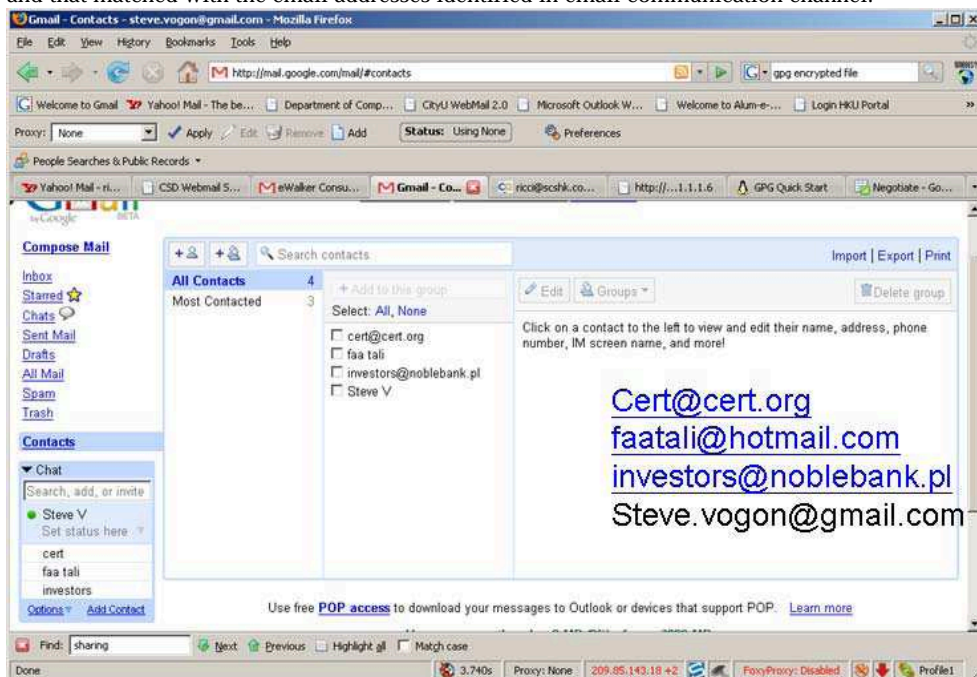 and that matched with the email addresses identified in email communication channel.
Gmail - Contacts - steve.vogon@gmail.com - Mozilla Firefox
File Edit View History Bookmarks Tools Help
http://mail.google.com/mail/#contacts
gpg encrypted file
Welcome to Gmail Yahoo! Mail - The be... Department of Comp... CityU WebMail 2.0 Microsoft Outlook W... Welcome to Alum-e-... Login HKU Portal
Proxy: None Apply Edit Remove Add Status: Using None Preferences
People Searches & Public Records
Yahoo! Mail - ri... CSD Webmail S... eWalker Consu... Gmail - Co... ricci@scshk.co... http://...1.1.1.6 GPG Quick Start Negotiate - Go...
by Google BETA
Compose Mail
Inbox
Starred
Chats
Sent Mail
Drafts
All Mail
Spam
Trash
Contacts
Chat
Search, add, or invite
Steve V
Set status here
cert
faa tali
investors
Options Add Contact
Search contacts
Import | Export | Print
All Contacts 4
Most Contacted 3
+ Add to this group
Select: All, None
cert@cert.org
faa tali
investors@noblebank.pl
Steve V
Edit Groups Delete group
Click on a contact to the left to view and edit their name, address, phone
number, IM screen name, and more!
Cert@cert.org
faatali@hotmail.com
investors@noblebank.pl
Steve.vogon@gmail.com
Use free POP access to download your messages to Outlook or devices that support POP. Learn more
Find: sharing Next Previous Highlight all Match case
Done 3.740s Proxy: None 209.85.143.18 +2 FoxyProxy: Disabled Profile1